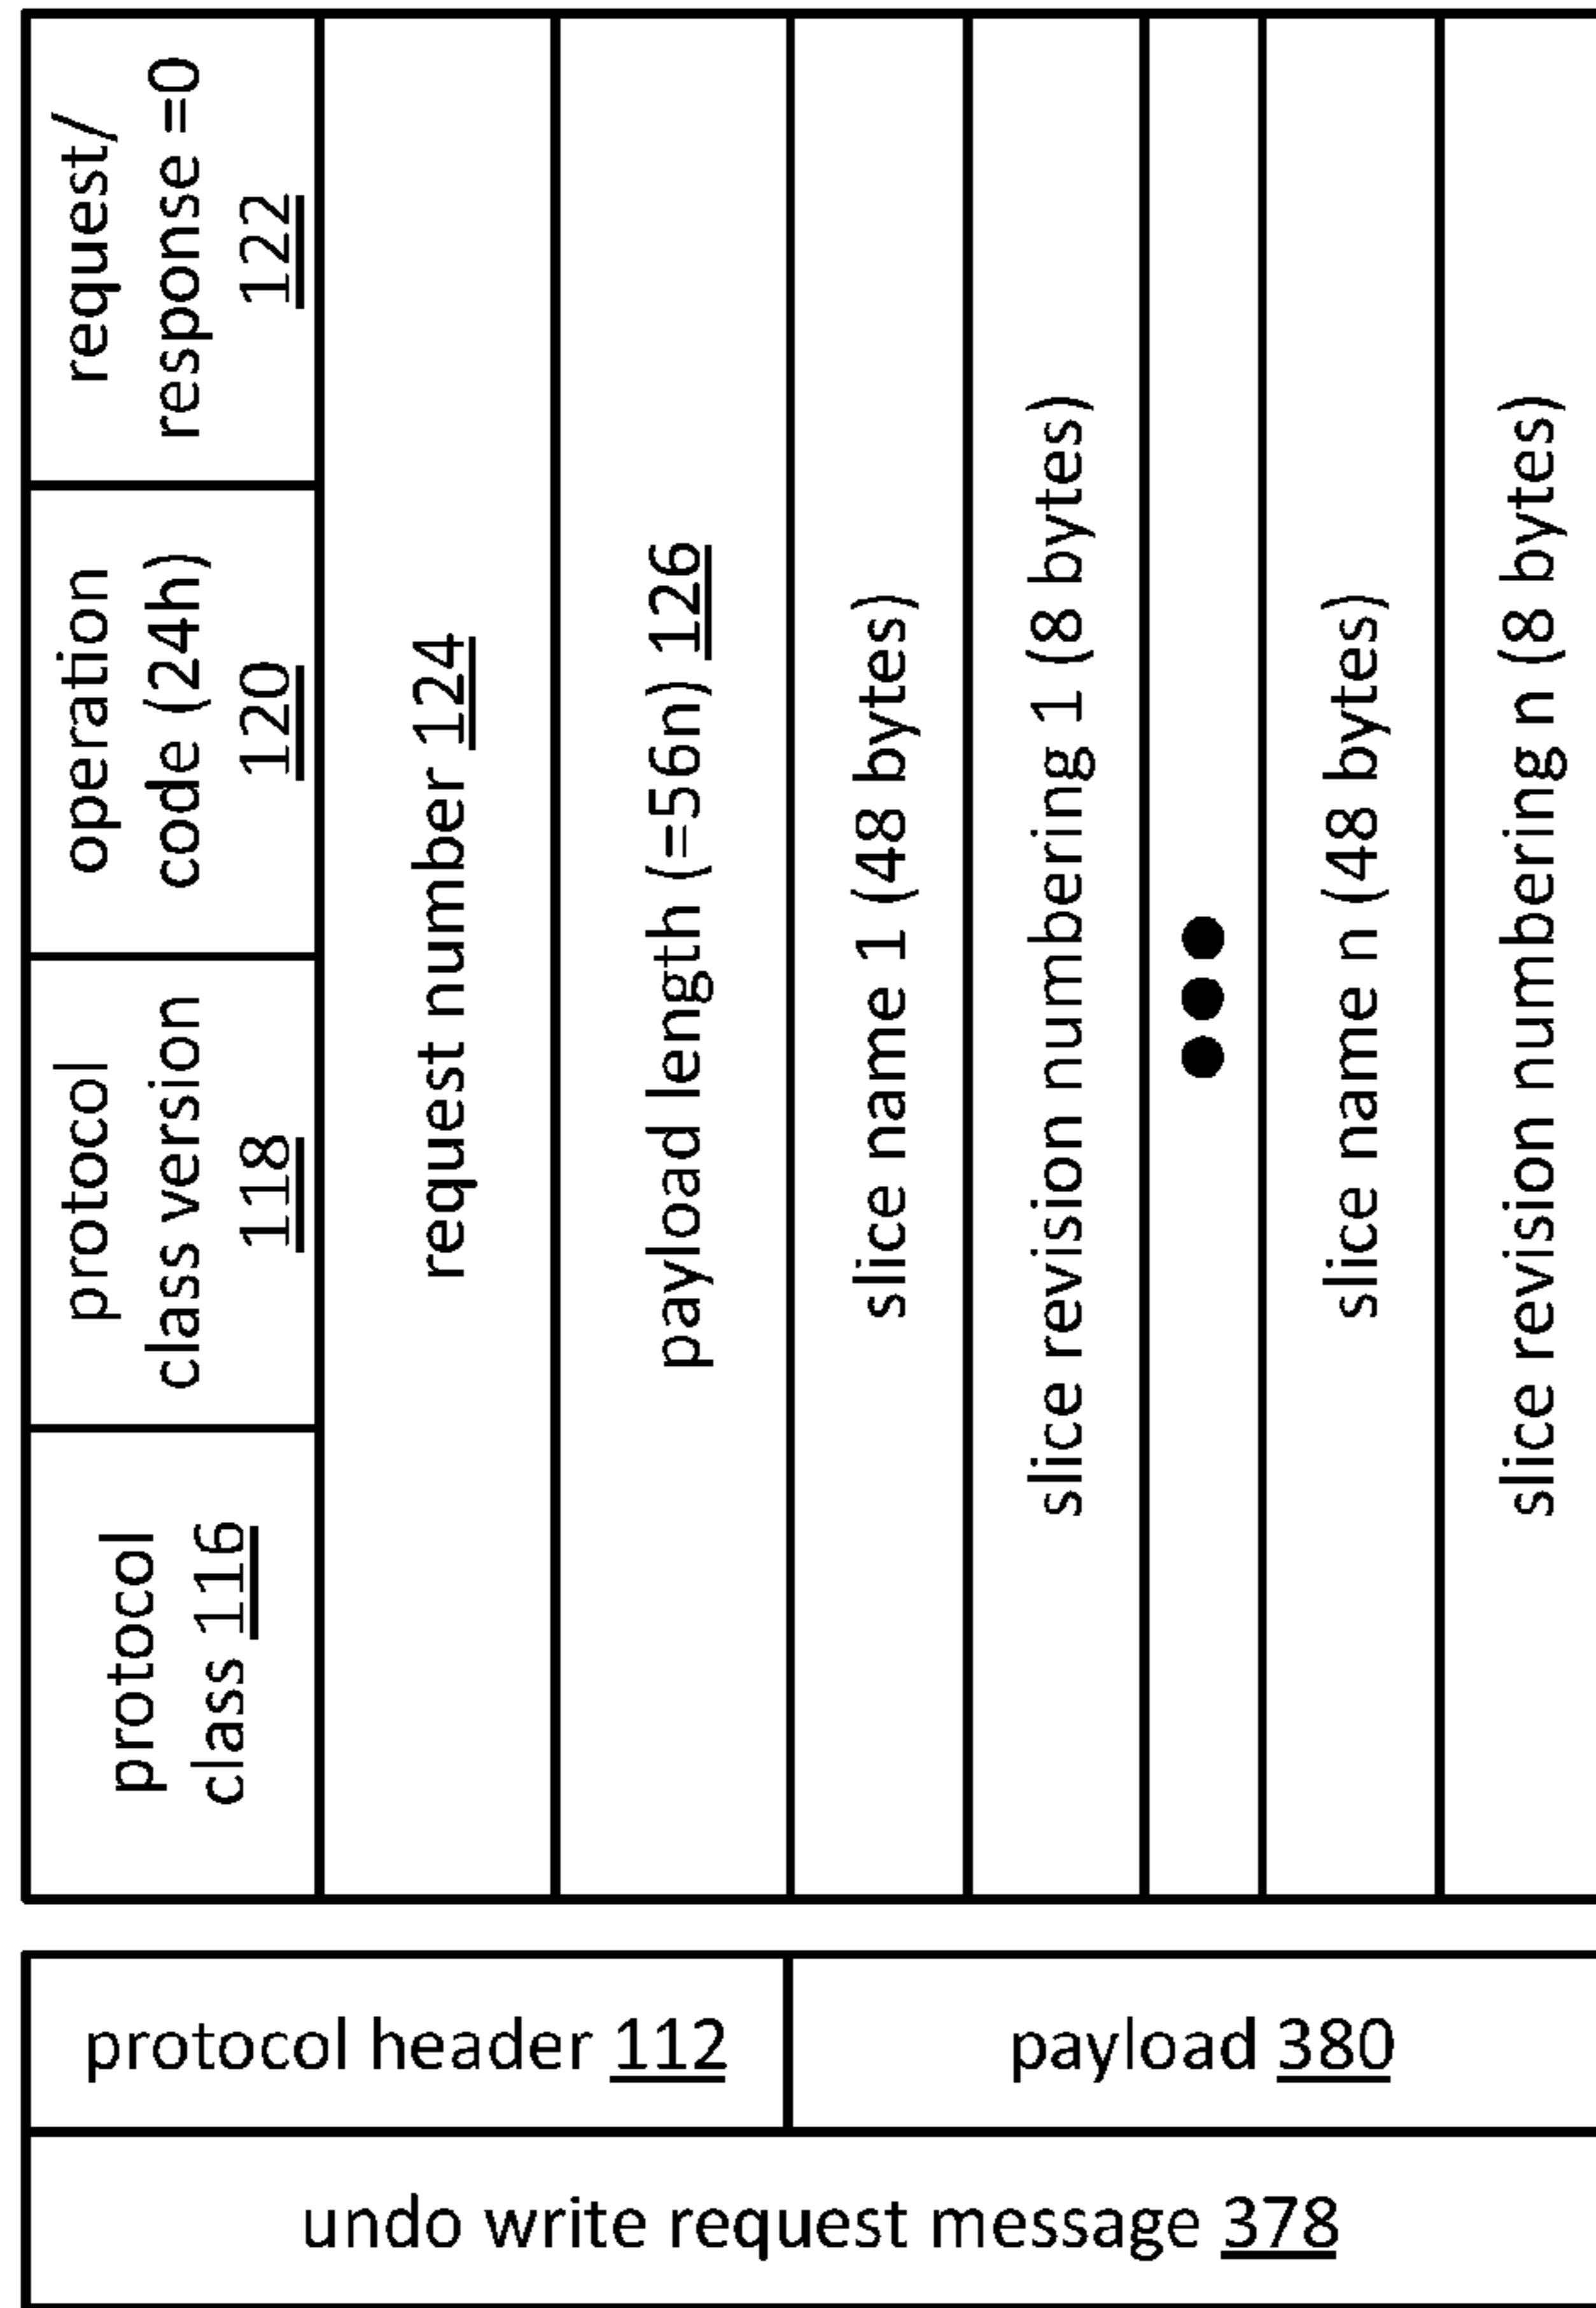 protocol
class 116
protocol
class version
118
operation
code (24h)
120
request/
response =0
122
request number 124
payload length (=56n) 126
slice name 1 (48 bytes)
slice revision numbering 1 (8 bytes)
●●●
slice name n (48 bytes)
slice revision numbering n (8 bytes)
protocol header 112
payload 380
undo write request message 378